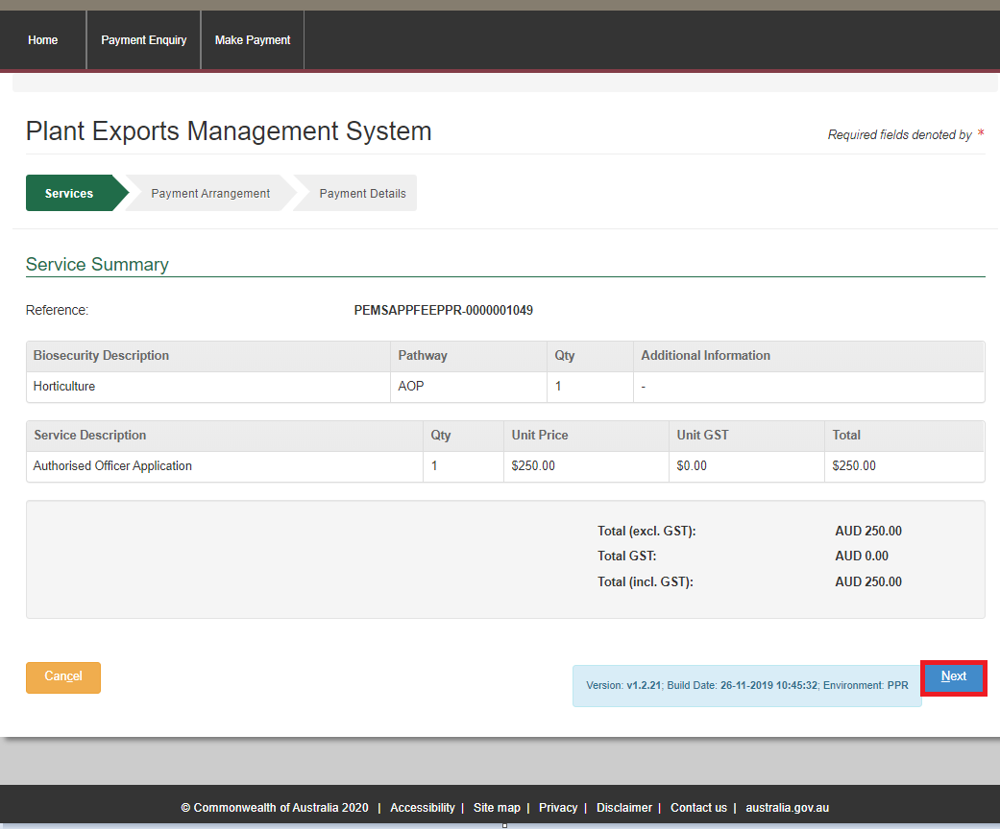 Home Payment Enquiry Make Payment
Plant Exports Management System
Required fields denoted by *
Services Payment Arrangement Payment Details
Service Summary
Reference: PEMSAPPFEEPPR-0000001049
Biosecurity Description Pathway Qty Additional Information
Horticulture AOP 1 -
Service Description Qty Unit Price Unit GST Total
Authorised Officer Application 1 $250.00 $0.00 $250.00
Total (excl. GST): AUD 250.00
Total GST: AUD 0.00
Total (incl. GST): AUD 250.00
Cancel
Version: v1.2.21; Build Date: 26-11-2019 10:45:32; Environment: PPR
Next
© Commonwealth of Australia 2020 | Accessibility | Site map | Privacy | Disclaimer | Contact us | australia.gov.au